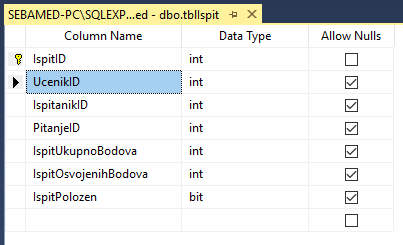 SEBAMED-PC\SQLEXP...ed - dbo.tblIspit
Column Name Data Type Allow Nulls
IspitID int
UcenikID int
IspitanikID int
PitanjeID int
IspitUkupnoBodova int
IspitOsvojenihBodova int
IspitPolozen bit